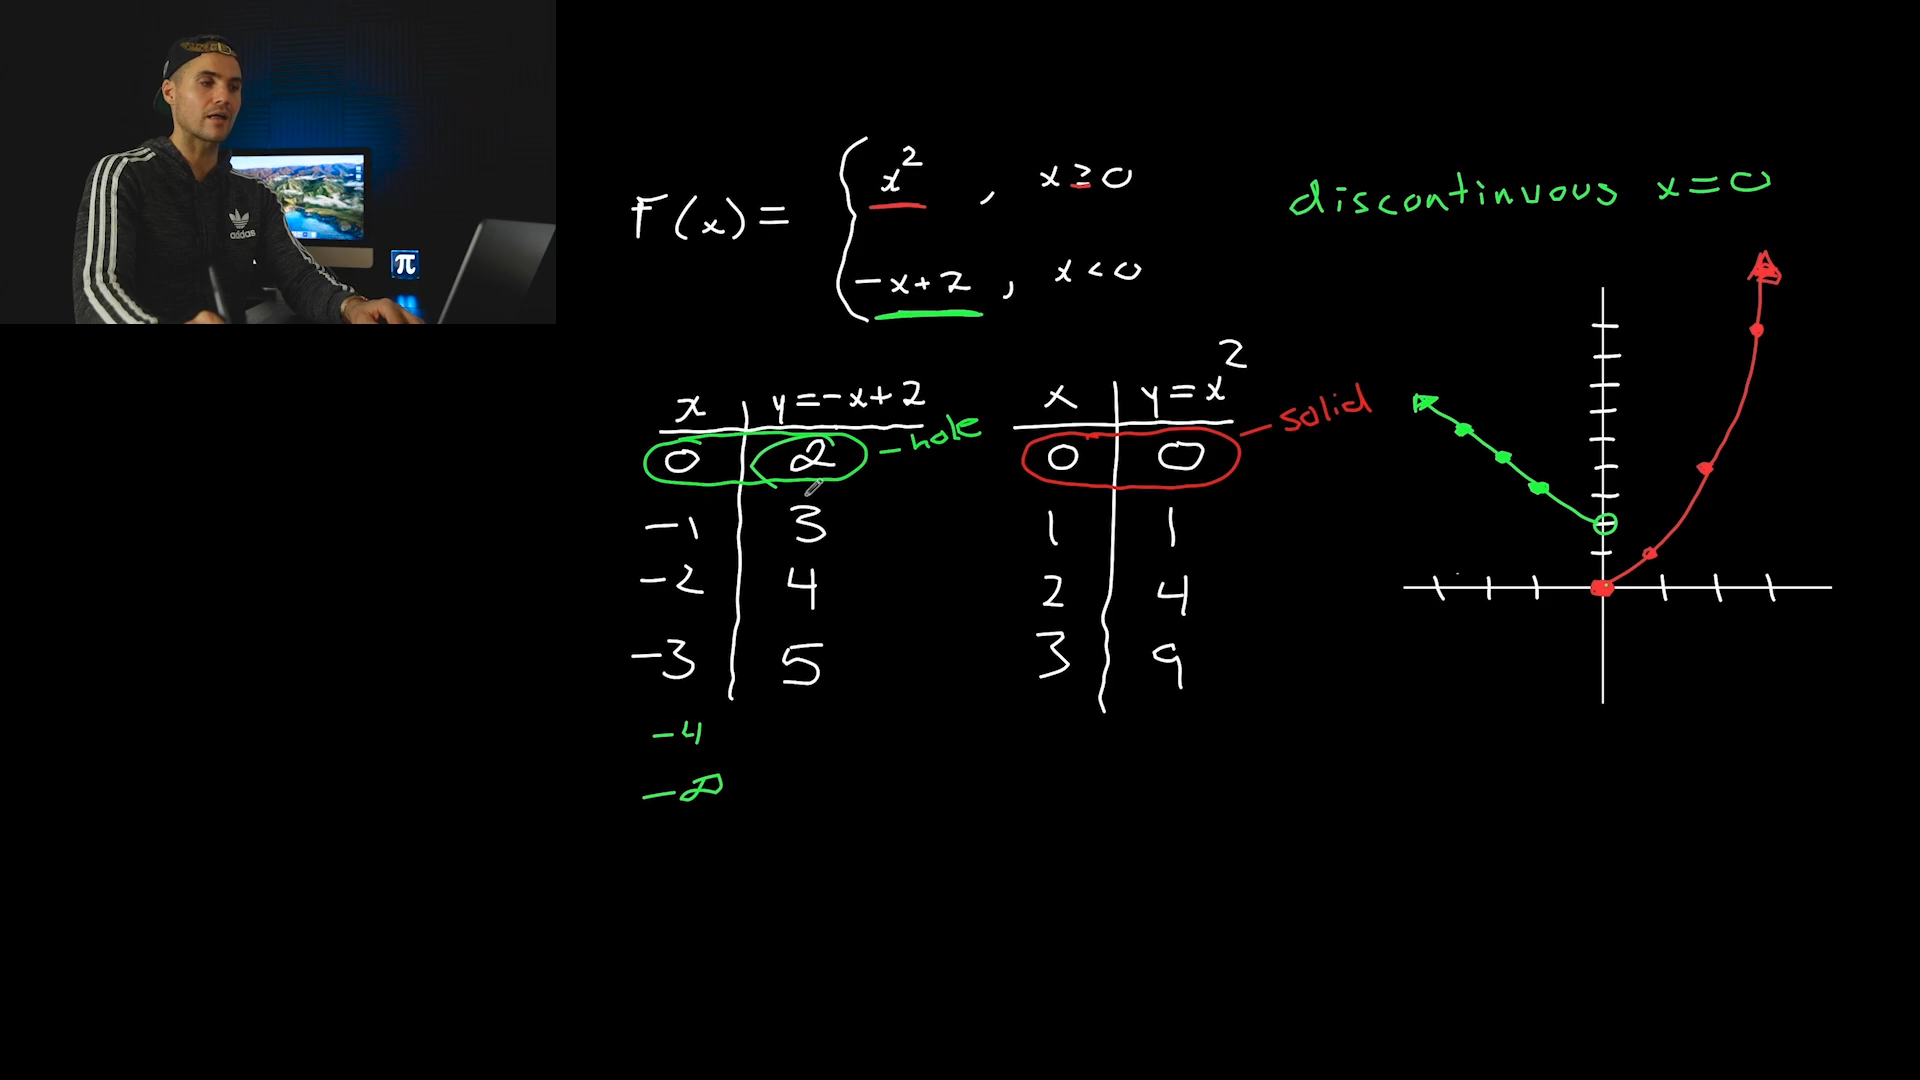 adidas
π
F(x) = { x², x ≥ 0
-x+2, x < 0
discontinuous x=0
x | y=-x+2
0 | 2 - hole
-1 | 3
-2 | 4
-3 | 5
-4
-∞
x | y=x²
0 | 0 - solid
1 | 1
2 | 4
3 | 9